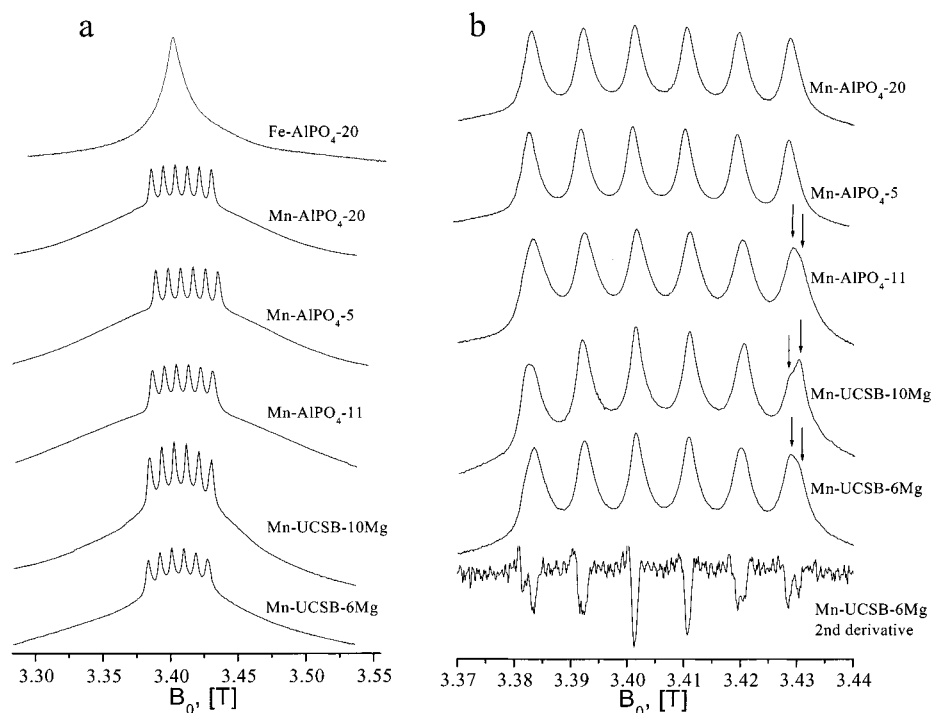 a
Fe-AlPO4-20
Mn-AlPO4-20
Mn-AlPO4-5
Mn-AlPO4-11
Mn-UCSB-10Mg
Mn-UCSB-6Mg
3.30 3.35 3.40 3.45 3.50 3.55
B0, [T]
b
Mn-AlPO4-20
Mn-AlPO4-5
Mn-AlPO4-11
Mn-UCSB-10Mg
Mn-UCSB-6Mg
Mn-UCSB-6Mg
2nd derivative
3.37 3.38 3.39 3.40 3.41 3.42 3.43 3.44
B0, [T]